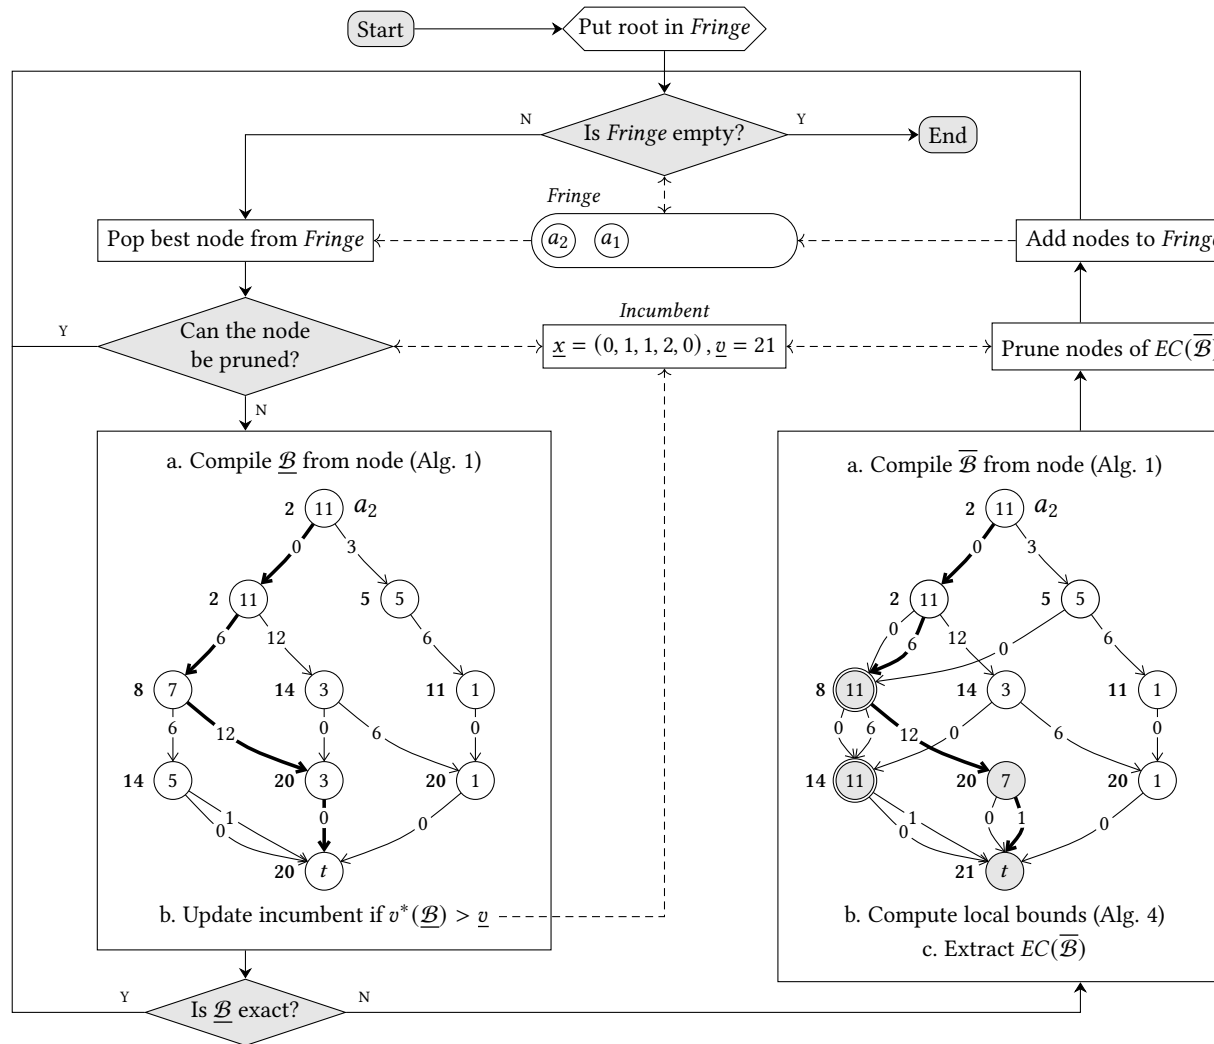 Start
Put root in Fringe
N
Is Fringe empty?
Y
End
Fringe
Pop best node from Fringe
a₂ a₁
Add nodes to Fringe
Incumbent
Y
Can the node
be pruned?
x̲ = (0, 1, 1, 2, 0), v̲ = 21
Prune nodes of EC(ℬ̅)
N
a. Compile ℬ̲ from node (Alg. 1)
2 11 a₂
0 3
2 11 5 5
6 12 6
8 7 14 3 11 1
6 12 0 6 0
14 5 20 3 20 1
1 0 0 0
20 t
b. Update incumbent if v*(ℬ̲) > v̲
a. Compile ℬ̅ from node (Alg. 1)
2 11 a₂
0 3
2 11 5 5
0 6 12 0 6
8 11 14 3 11 1
0 6 12 0 6 0
14 11 20 7 20 1
1 0 0 1 0
21 t
b. Compute local bounds (Alg. 4)
c. Extract EC(ℬ̅)
Y
Is ℬ̲ exact?
N